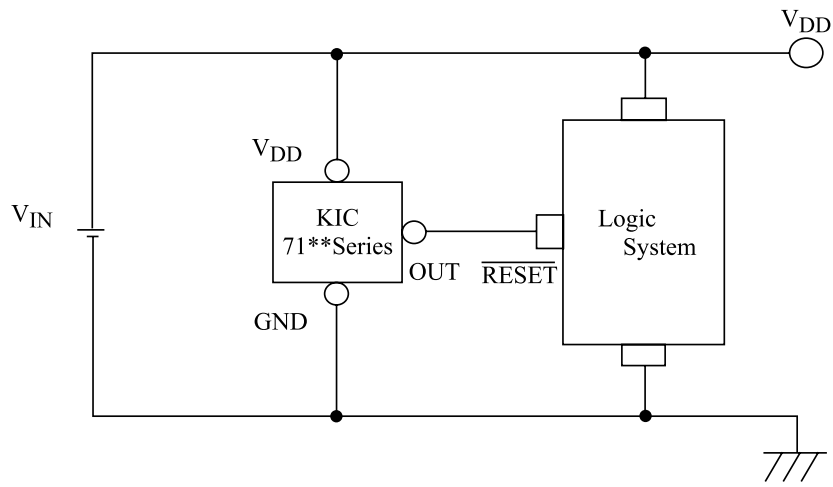 VDD
VDD
VIN
KIC
71**Series
Logic
System
OUT
RESET
GND